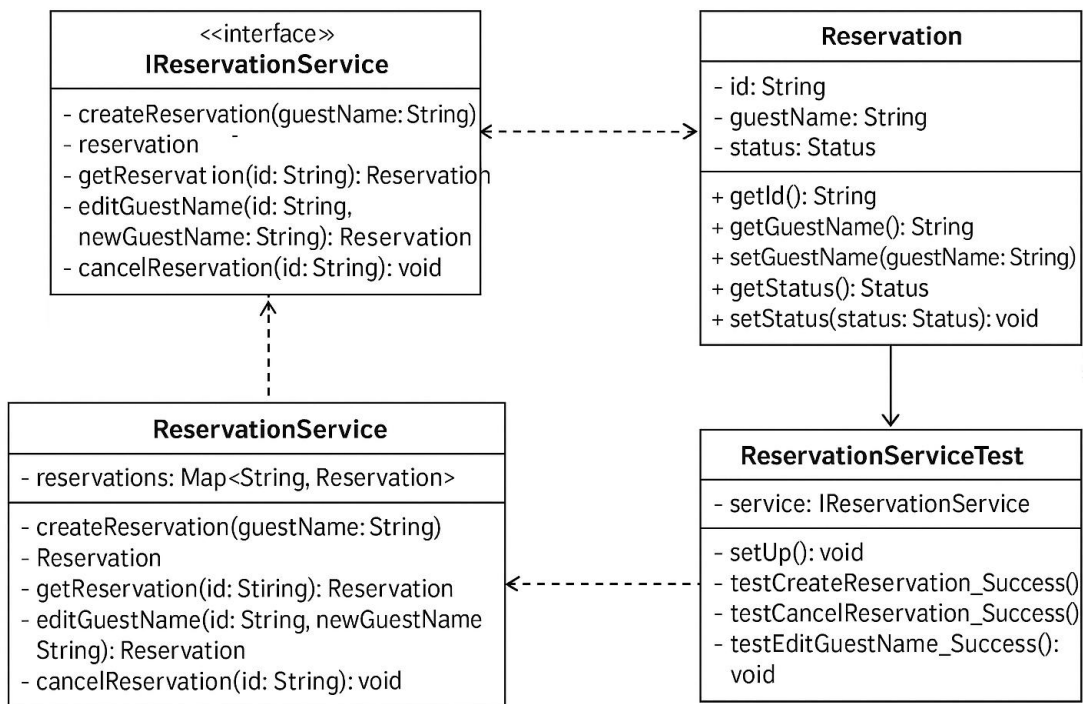 <<interface>>
IReservationService
- createReservation(guestName: String)
- reservation -
- getReservation(id: String): Reservation
- editGuestName(id: String,
newGuestName: String): Reservation
- cancelReservation(id: String): void
Reservation
- id: String
- guestName: String
- status: Status
+ getId(): String
+ getGuestName(): String
+ setGuestName(guestName: String)
+ getStatus(): Status
+ setStatus(status: Status): void
ReservationService
- reservations: Map<String, Reservation>
- createReservation(guestName: String)
- Reservation
- getReservation(id: Stiring): Reservation
- editGuestName(id: String, newGuestName
String): Reservation
- cancelReservation(id: String): void
ReservationServiceTest
- service: IReservationService
- setUp(): void
- testCreateReservation_Success()
- testCancelReservation_Success()
- testEditGuestName_Success():
void